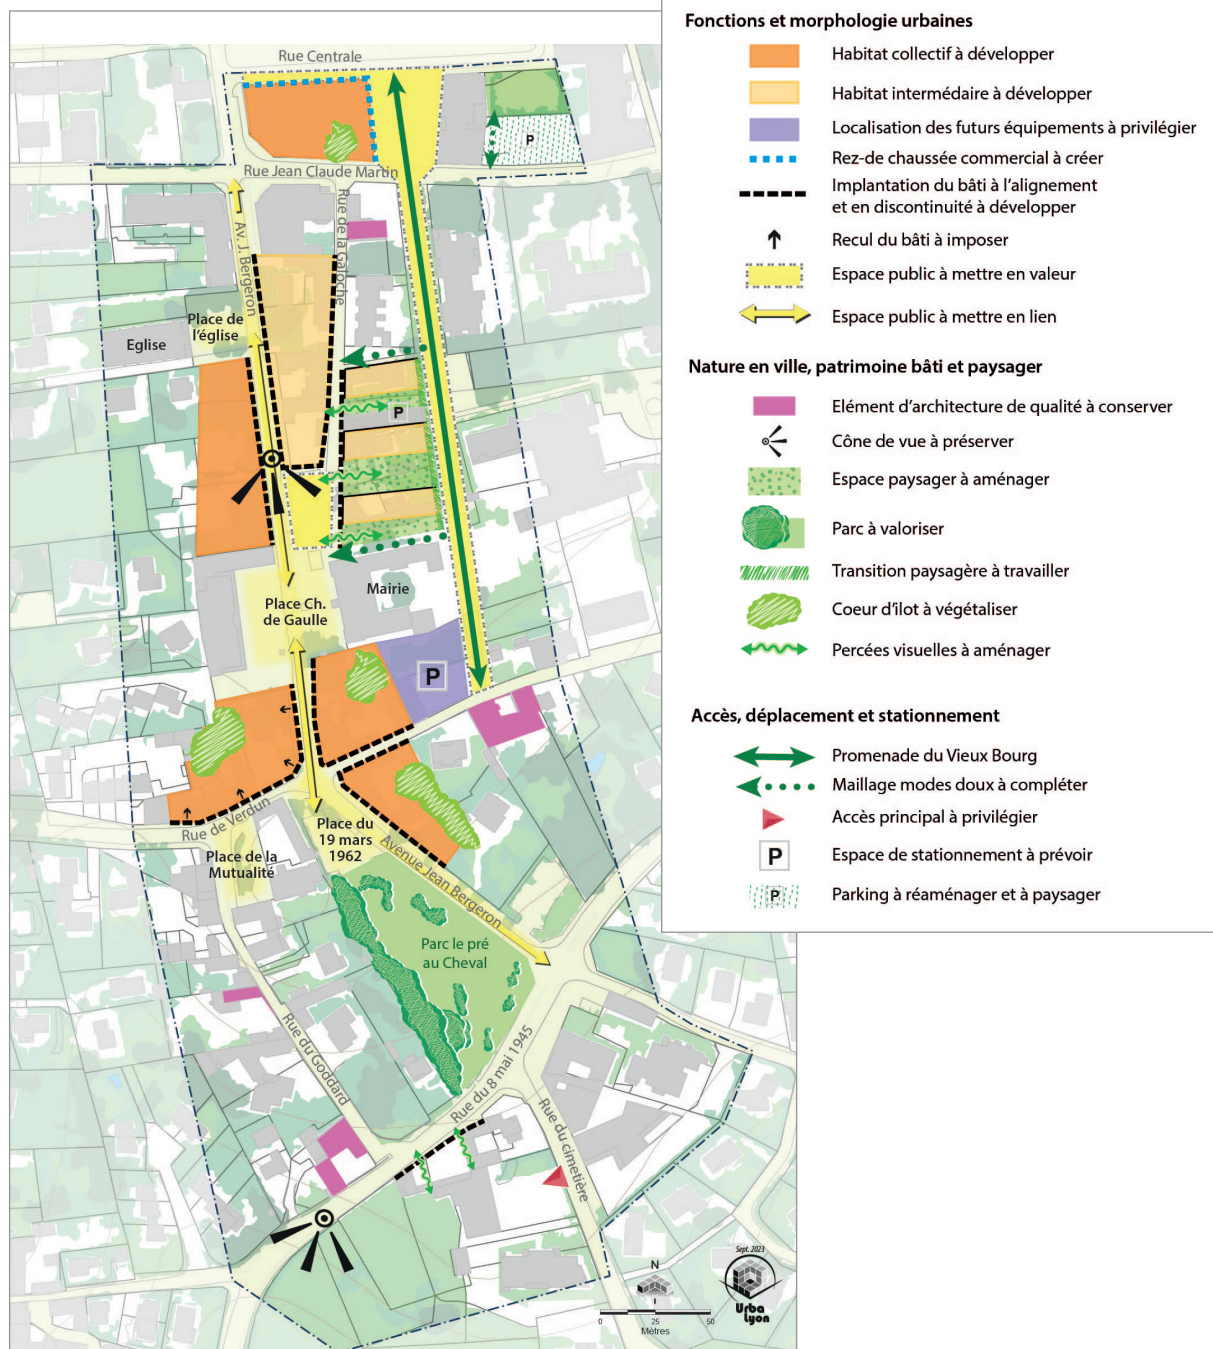 Rue Centrale
P
Rue Jean Claude Martin
Rue de la Galoche
Av. J. Bergeron
Place de
l'église
Eglise
P
Mairie
Place Ch.
de Gaulle
P
Rue de Verdun
Place du
19 mars
1962
Place de la
Mutualité
Avenue Jean Bergeron
Parc le pré
au Cheval
Rue du Goddard
Rue du 8 mai 1945
Rue du cimetière
N
0 25 50
Mètres
Sept. 2023
Urba
Lyon
Fonctions et morphologie urbaines
Habitat collectif à développer
Habitat intermédaire à développer
Localisation des futurs équipements à privilégier
Rez-de chaussée commercial à créer
Implantation du bâti à l'alignement
et en discontinuité à développer
Recul du bâti à imposer
Espace public à mettre en valeur
Espace public à mettre en lien
Nature en ville, patrimoine bâti et paysager
Elément d'architecture de qualité à conserver
Cône de vue à préserver
Espace paysager à aménager
Parc à valoriser
Transition paysagère à travailler
Coeur d'îlot à végétaliser
Percées visuelles à aménager
Accès, déplacement et stationnement
Promenade du Vieux Bourg
Maillage modes doux à compléter
Accès principal à privilégier
P Espace de stationnement à prévoir
P Parking à réaménager et à paysager